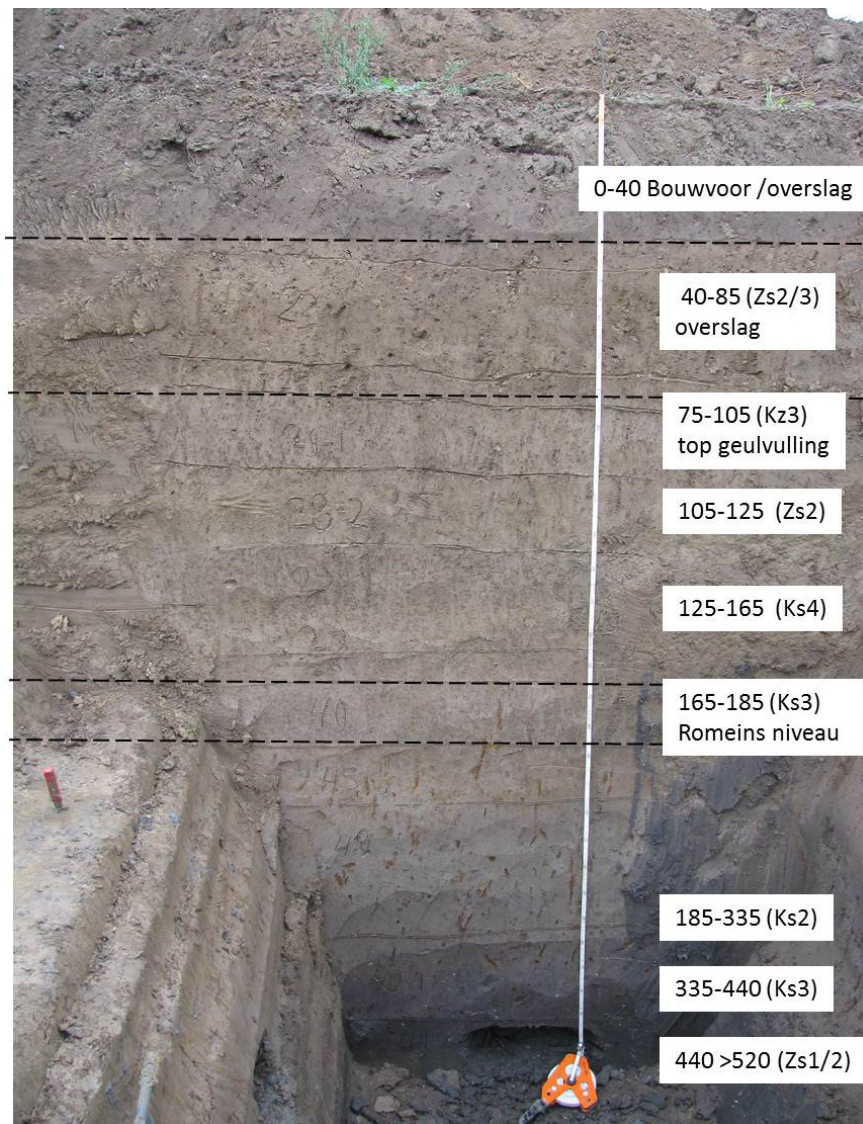 0-40 Bouwvoor /overslag
40-85 (Zs2/3)
overslag
75-105 (Kz3)
top geulvulling
105-125 (Zs2)
125-165 (Ks4)
165-185 (Ks3)
Romeins niveau
185-335 (Ks2)
335-440 (Ks3)
440 >520 (Zs1/2)